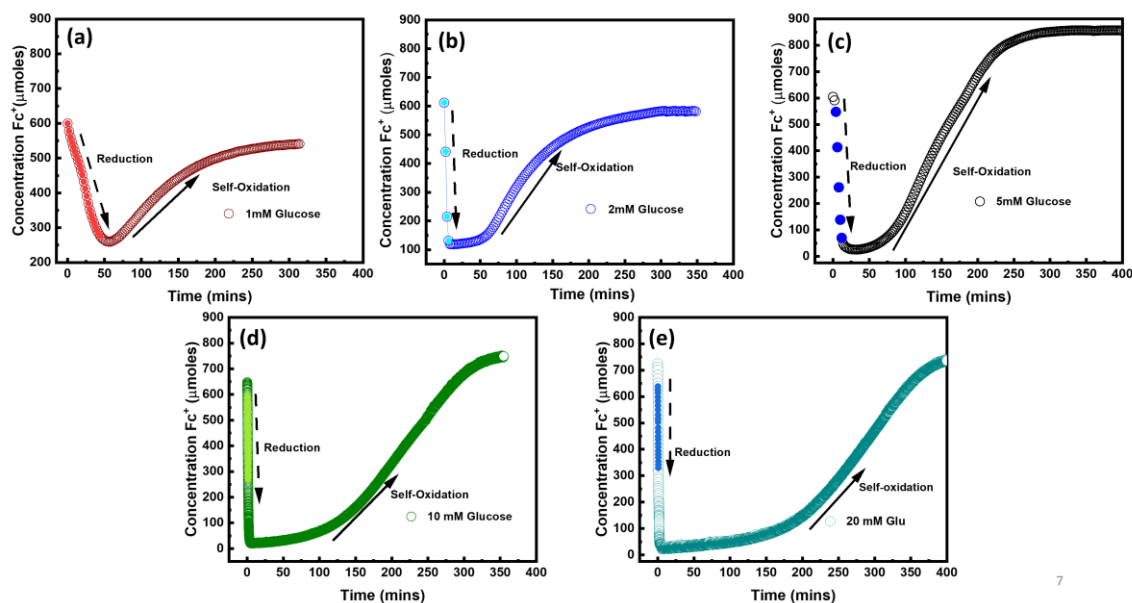 (a)
Concentration Fc⁺ (μmoles)
900
800
700
600
500
400
300
200
Reduction
Self-Oxidation
1mM Glucose
0 50 100 150 200 250 300 350 400
Time (mins)
(b)
Concentration Fc⁺ (μmoles)
900
800
700
600
500
400
300
200
100
Reduction
Self-Oxidation
2mM Glucose
0 50 100 150 200 250 300 350 400
Time (mins)
(c)
Concentration Fc⁺ (μmoles)
900
800
700
600
500
400
300
200
100
0
Reduction
Self-Oxidation
5mM Glucose
0 50 100 150 200 250 300 350 400
Time (mins)
(d)
Concentration Fc⁺ (μmoles)
900
800
700
600
500
400
300
200
100
0
Reduction
Self-Oxidation
10 mM Glucose
0 50 100 150 200 250 300 350 400
Time (mins)
(e)
Concentration Fc⁺ (μmoles)
900
800
700
600
500
400
300
200
100
0
Reduction
Self-oxidation
20 mM Glu
0 50 100 150 200 250 300 350 400
Time (mins)
7